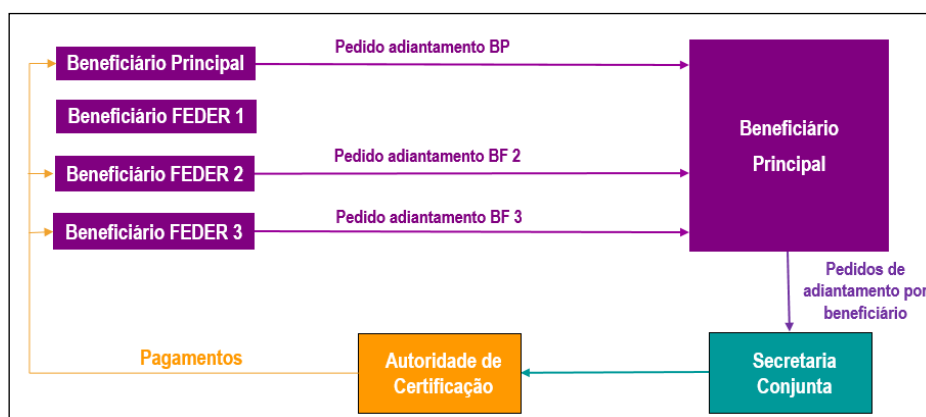 Beneficiário Principal
Pedido adiantamento BP
Beneficiário FEDER 1
Beneficiário FEDER 2
Pedido adiantamento BF 2
Beneficiário FEDER 3
Pedido adiantamento BF 3
Beneficiário
Principal
Pedidos de
adiantamento por
beneficiário
Secretaria
Conjunta
Autoridade de
Certificação
Pagamentos